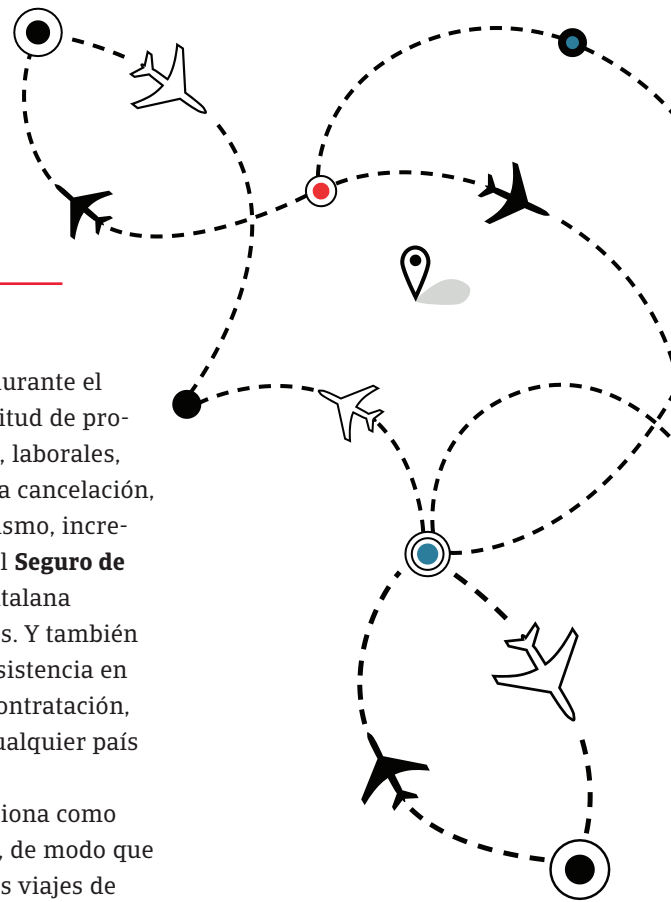 urante el
itud de pro-
, laborales,
a cancelación,
ismo, incre-
l Seguro de
talana
s. Y también
sistencia en
ontratación,
ualquier país
iona como
, de modo que
s viajes de